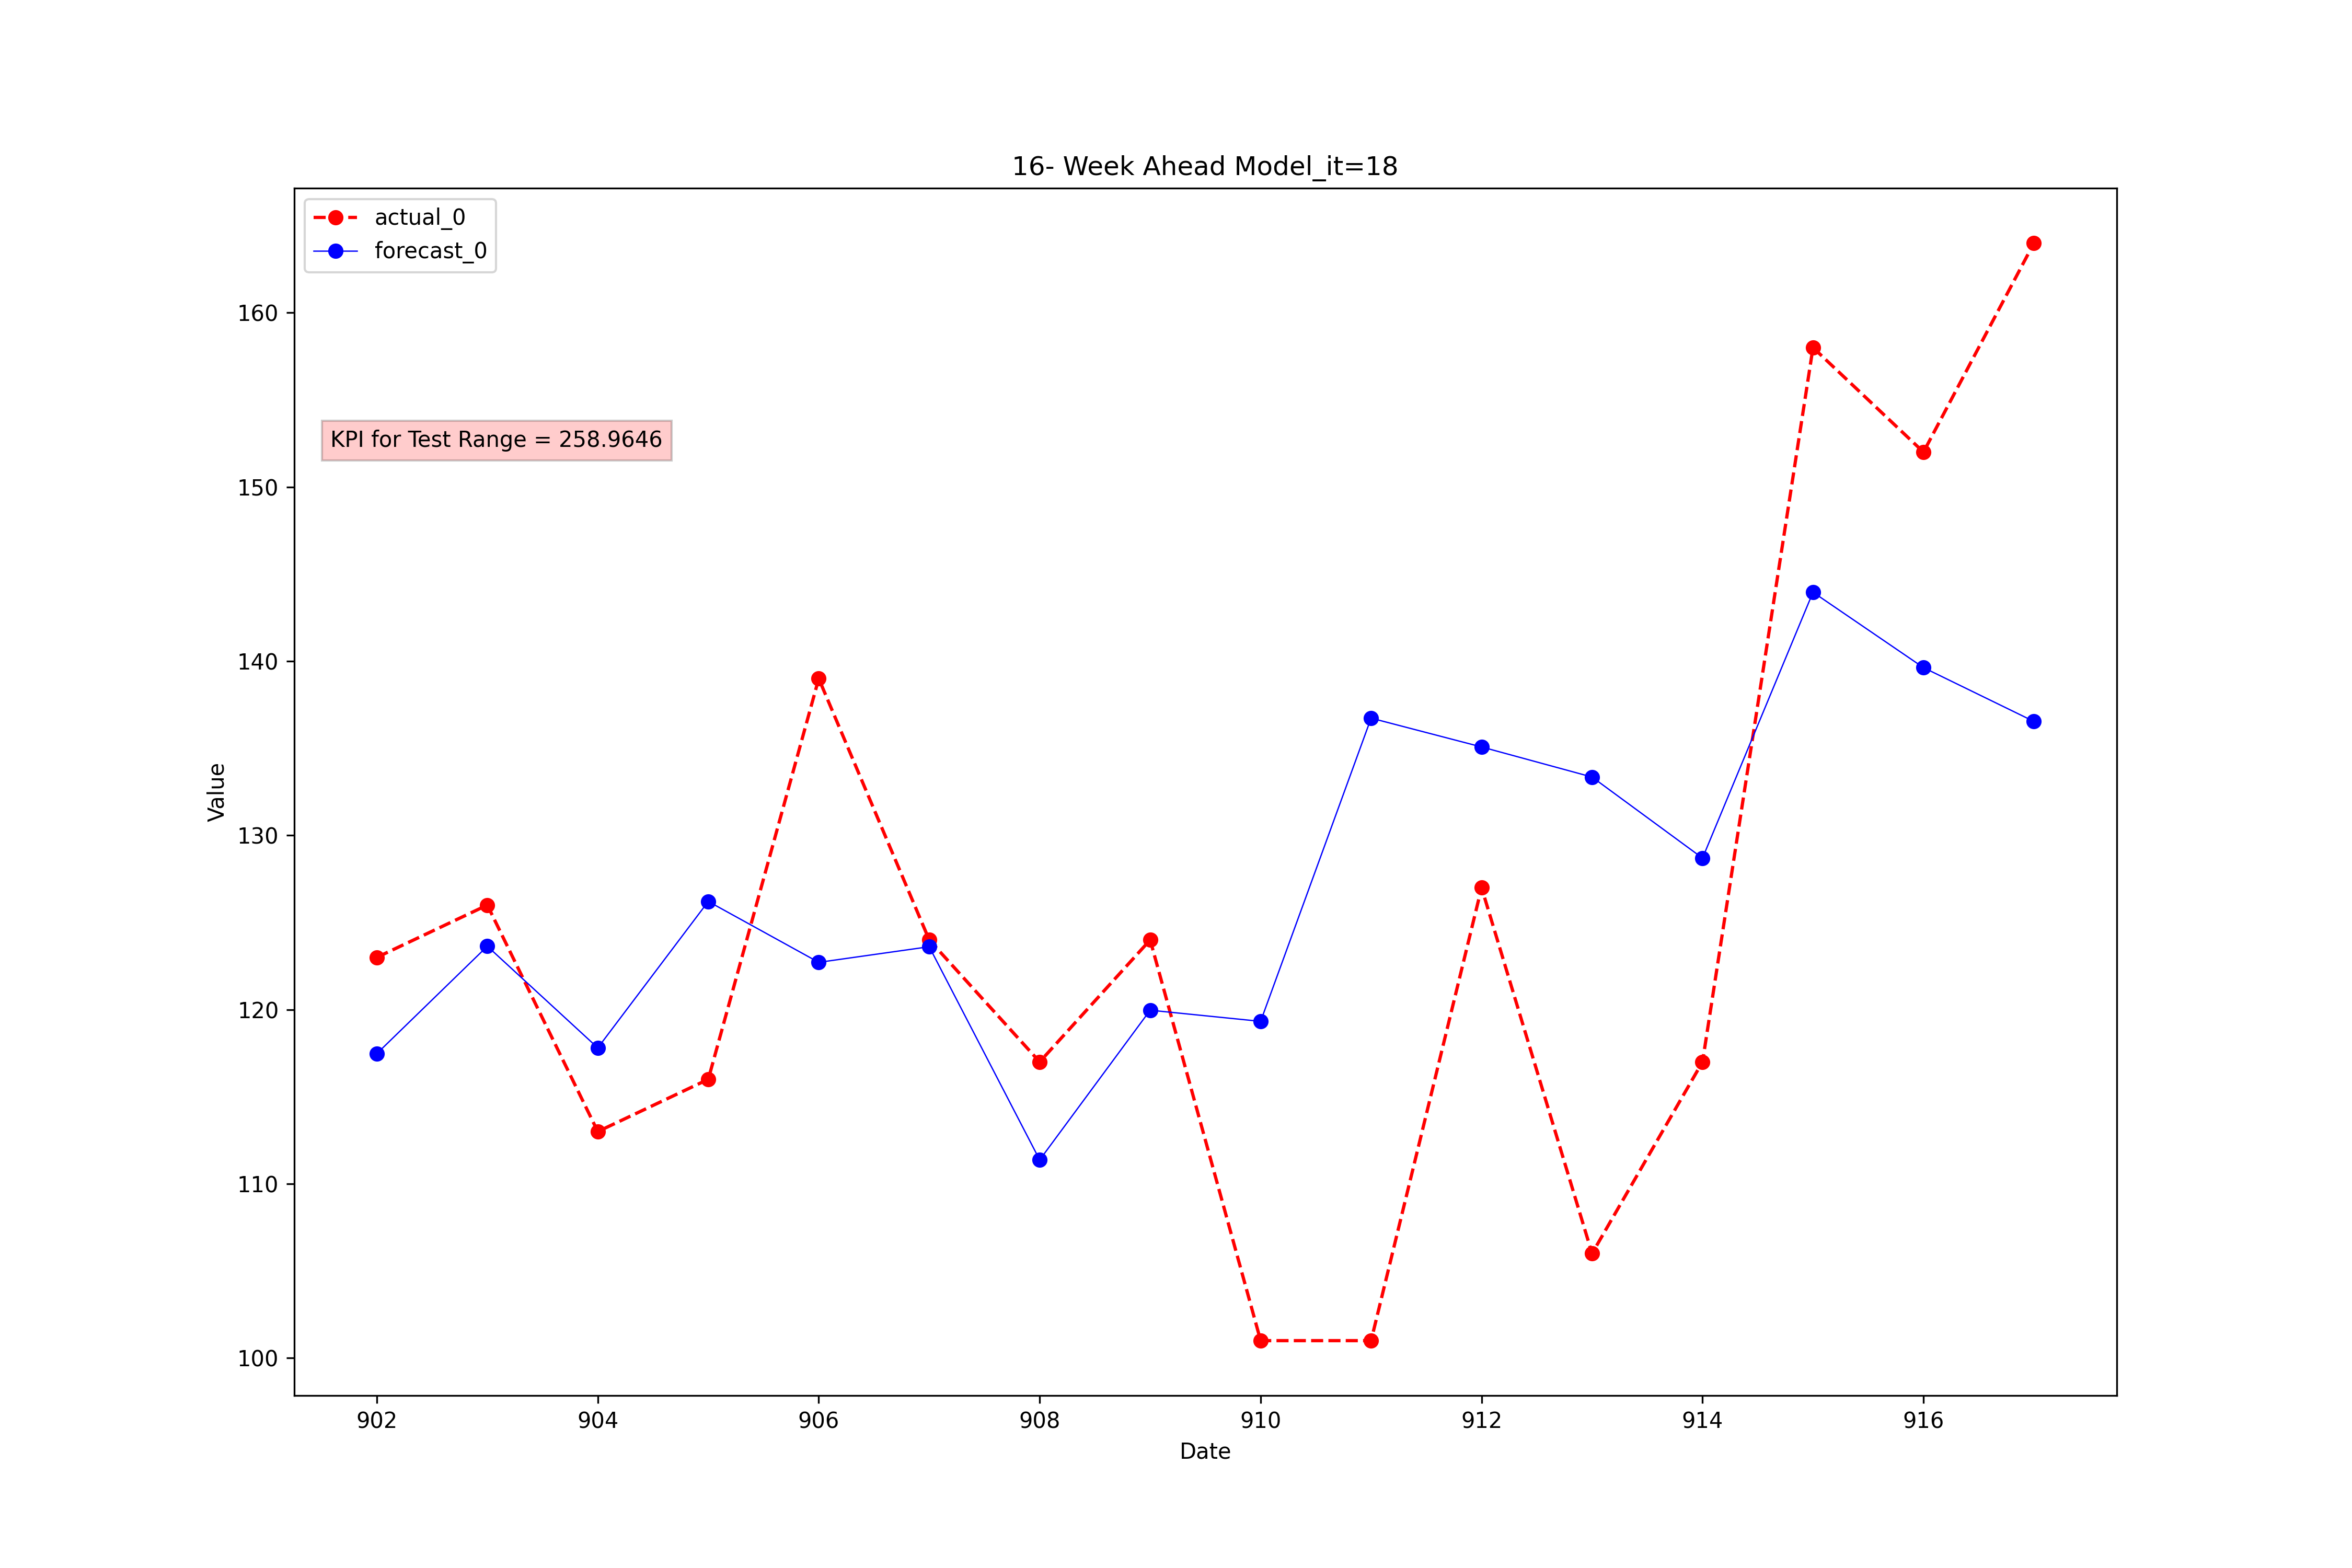 16- Week Ahead Model_it=18
actual_0
forecast_0
KPI for Test Range = 258.9646
Value
160
150
140
130
120
110
100
902 904 906 908 910 912 914 916
Date